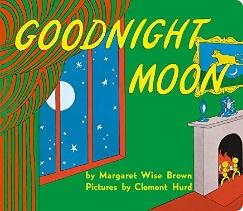 GOODNIGHT
MOON
by Margaret Wise Brown
Pictures by Clement Hurd